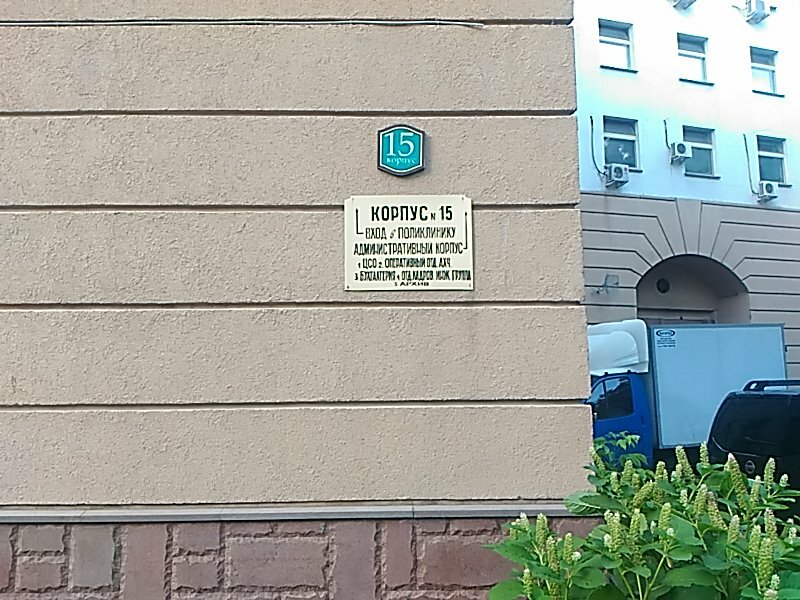 15
корпус
КОРПУС N 15
ВХОД В ПОЛИКЛИНИКУ
АДМИНИСТРАТИВНЫЙ КОРПУС
1. ЦСО 2. ОПЕРАТИВНЫЙ ОТД. АХЧ
3. БУХГАЛТЕРИЯ 4. ОТД. КАДРОВ. ИНЖ. ГРУППА
5. АРХИВ